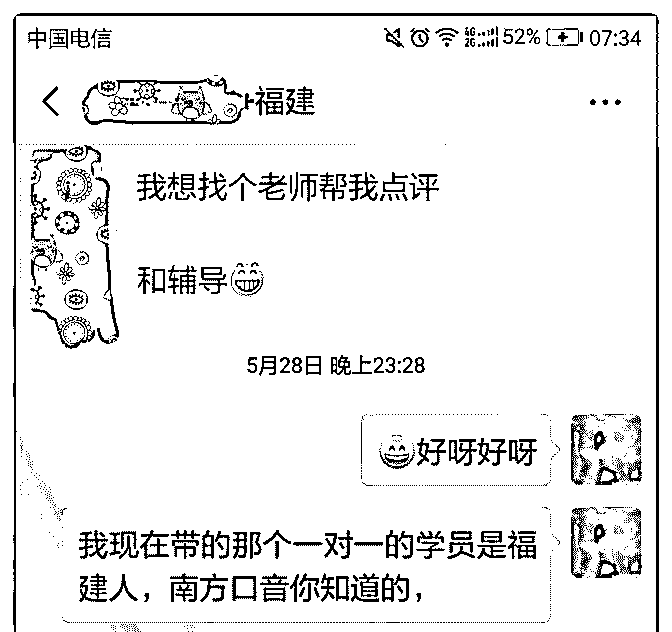 中国电信 52% 07:34
福建
我想找个老师帮我点评
和辅导😁
5月28日 晚上23:28
😄好呀好呀
我现在带的那个一对一的学员是福
建人，南方口音你知道的，